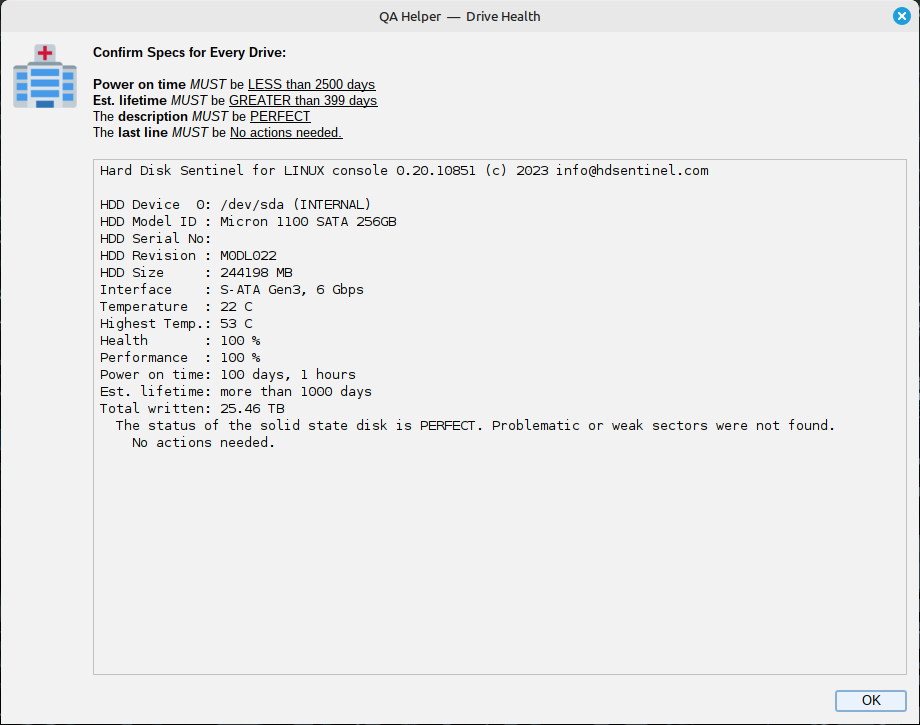 QA Helper — Drive Health
Confirm Specs for Every Drive:
Power on time MUST be LESS than 2500 days
Est. lifetime MUST be GREATER than 399 days
The description MUST be PERFECT
The last line MUST be No actions needed.
Hard Disk Sentinel for LINUX console 0.20.10851 (c) 2023 info@hdsentinel.com
HDD Device  0: /dev/sda (INTERNAL)
HDD Model ID : Micron 1100 SATA 256GB
HDD Serial No:
HDD Revision : M0DL022
HDD Size     : 244198 MB
Interface    : S-ATA Gen3, 6 Gbps
Temperature  : 22 C
Highest Temp.: 53 C
Health       : 100 %
Performance  : 100 %
Power on time: 100 days, 1 hours
Est. lifetime: more than 1000 days
Total written: 25.46 TB
  The status of the solid state disk is PERFECT. Problematic or weak sectors were not found.
    No actions needed.
OK